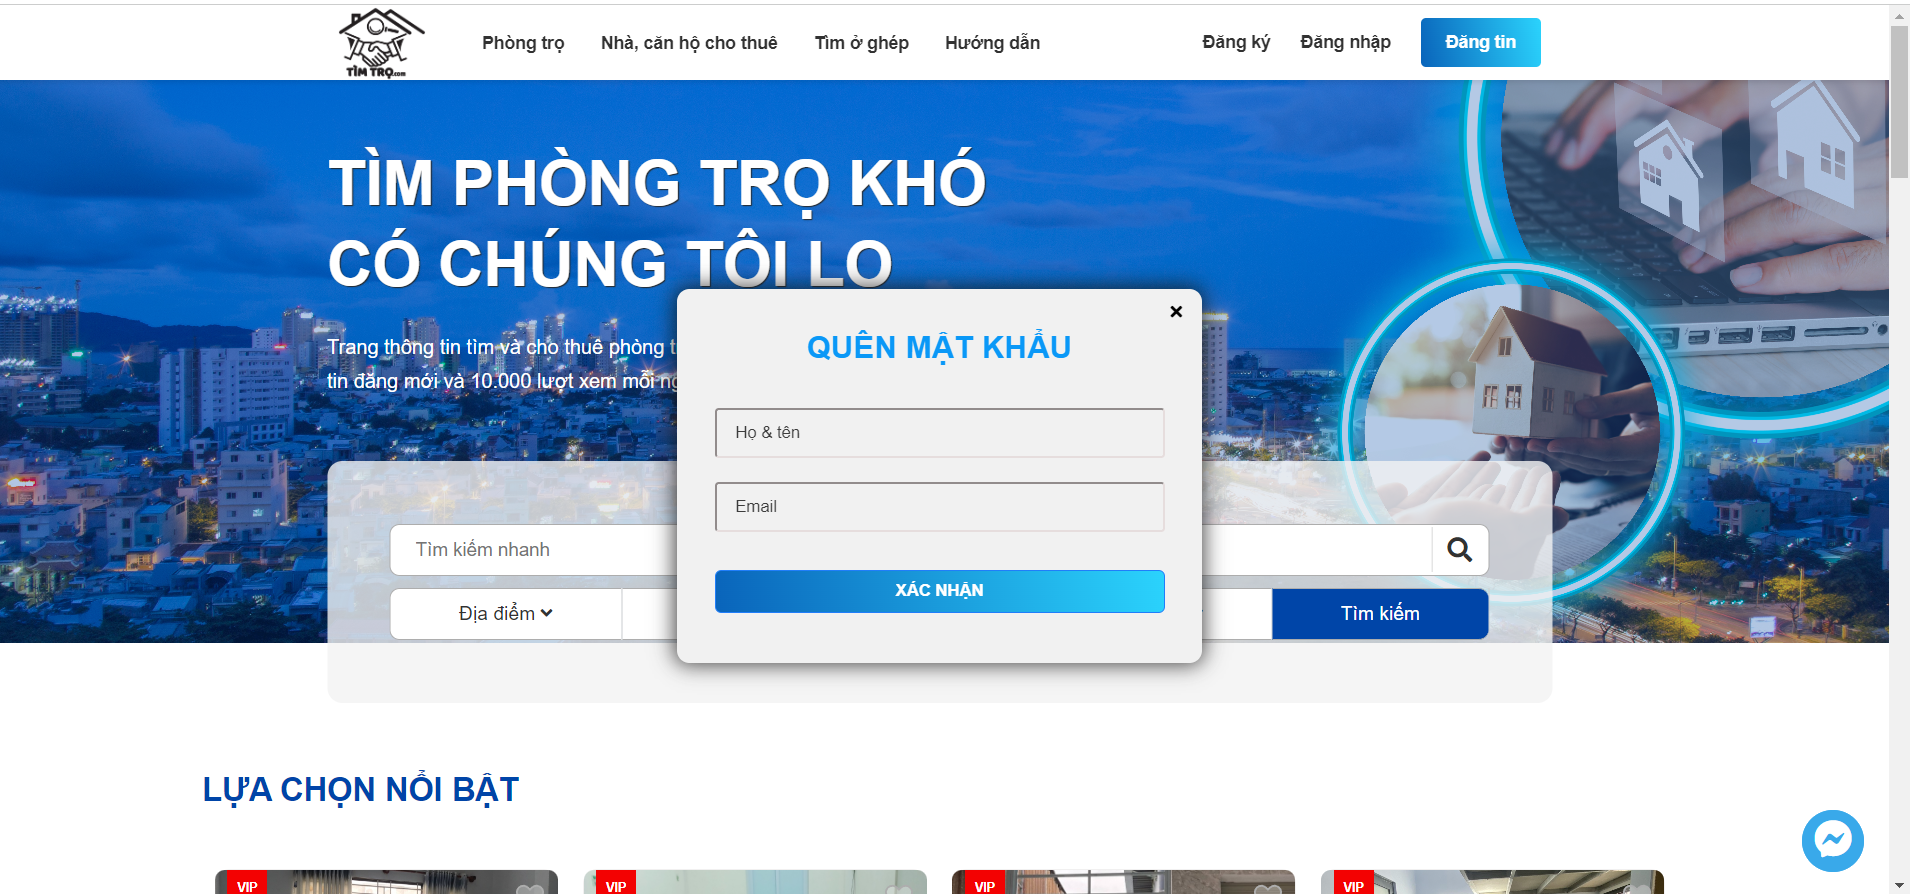 TÌM TRỌ.com
Phòng trọ
Nhà, căn hộ cho thuê
Tìm ở ghép
Hướng dẫn
Đăng ký
Đăng nhập
Đăng tin
TÌM PHÒNG TRỌ KHÓ
CÓ CHÚNG TÔI LO
Trang thông tin tìm và cho thuê phòng
tin đăng mới và 10.000 lượt xem mỗi
QUÊN MẬT KHẨU
Họ & tên
Email
XÁC NHẬN
Tìm kiếm nhanh
Địa điểm
Tìm kiếm
LỰA CHỌN NỔI BẬT
VIP
VIP
VIP
VIP